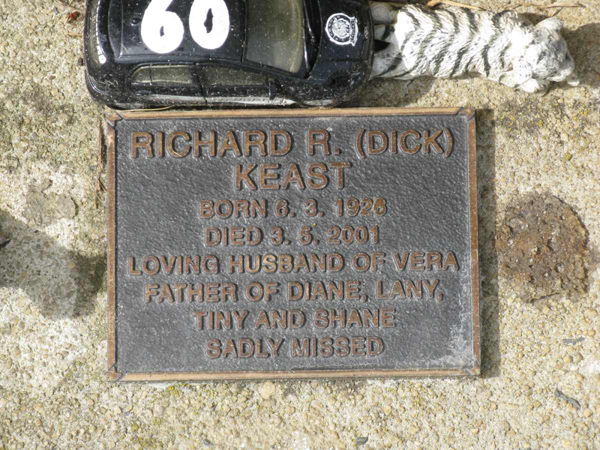 60
RICHARD R. (DICK)
KEAST
BORN 6. 3. 1926
DIED 3. 5. 2001
LOVING HUSBAND OF VERA
FATHER OF DIANE, LANY,
TINY AND SHANE
SADLY MISSED